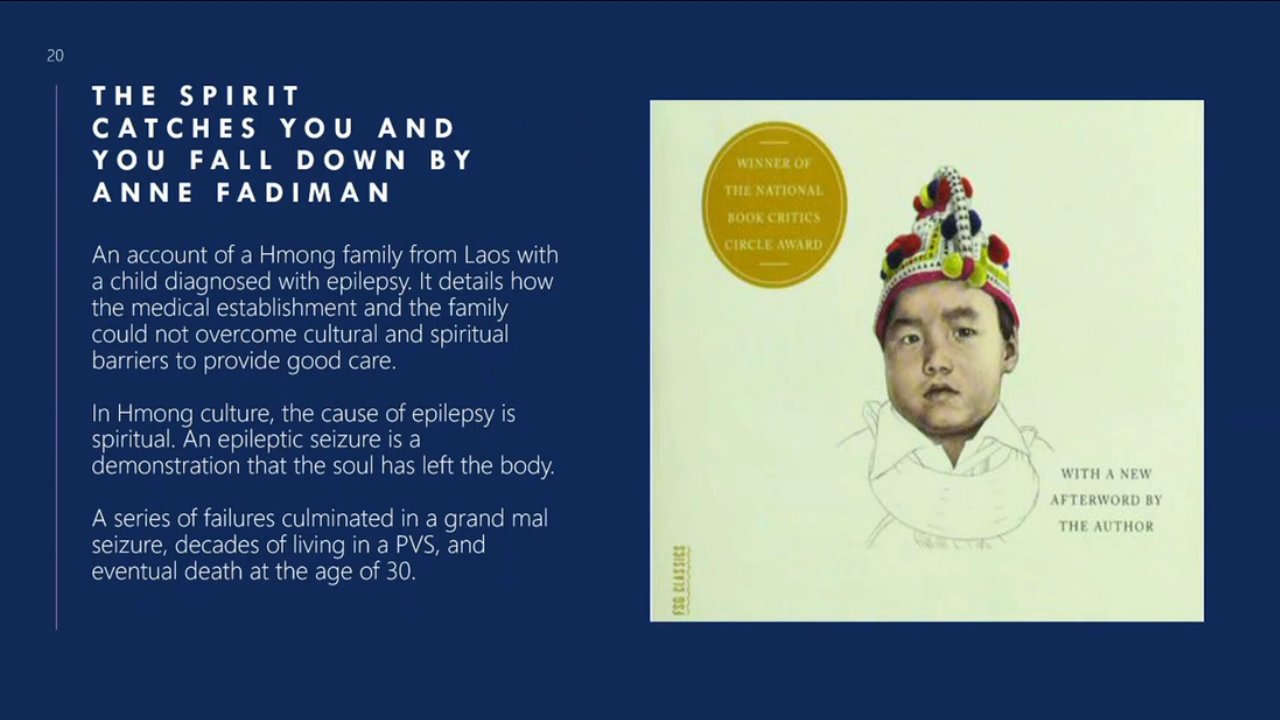 20
THE SPIRIT
CATCHES YOU AND
YOU FALL DOWN BY
ANNE FADIMAN
An account of a Hmong family from Laos with
a child diagnosed with epilepsy. It details how
the medical establishment and the family
could not overcome cultural and spiritual
barriers to provide good care.
In Hmong culture, the cause of epilepsy is
spiritual. An epileptic seizure is a
demonstration that the soul has left the body.
A series of failures culminated in a grand mal
seizure, decades of living in a PVS, and
eventual death at the age of 30.
WINNER OF
THE NATIONAL
BOOK CRITICS
CIRCLE AWARD
WITH A NEW
AFTERWORD BY
THE AUTHOR
FSG CLASSICS